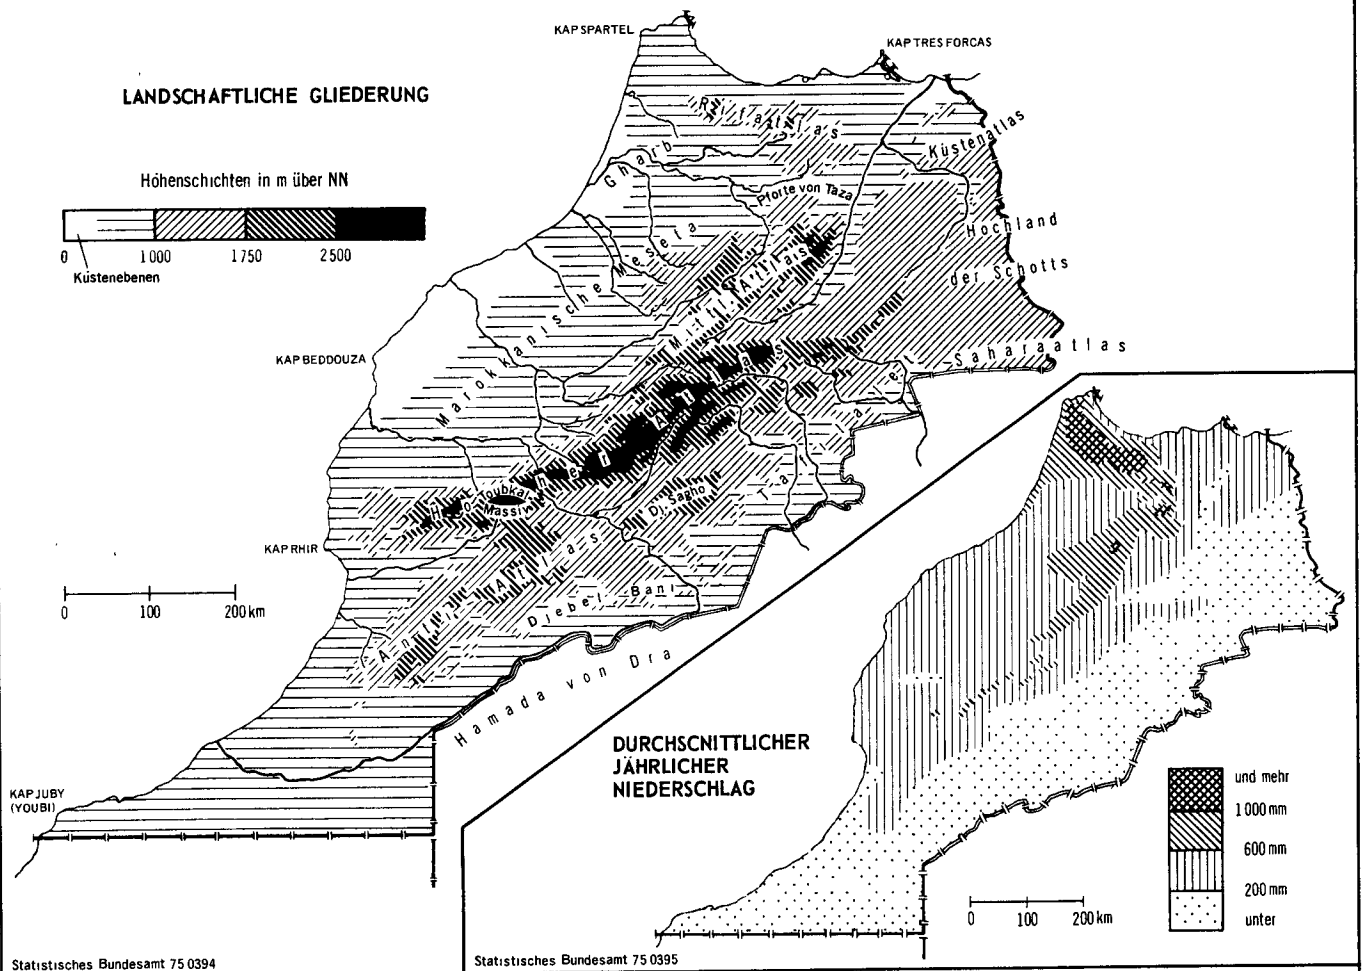 KAP SPARTEL
KAP TRES FORCAS
LANDSCHAFTLICHE GLIEDERUNG
Höhenschichten in m über NN
0 1000 1750 2500
Küstenebenen
Rifatlas
Gharb
Küstenatlas
Pforte von Taza
Hochland
der Schotts
Marokkanische Meseta
Mittl. Atlas
KAP BEDDOUZA
Saharaatlas
Hoher Atlas
Tafilalet
Toubkal
Massiv
Dj. Sagho
KAP RHIR
Anti-Atlas
Djebel Bani
0 100 200 km
Hamada von Dra
KAP JUBY
(YOUBI)
Statistisches Bundesamt 75 0394
DURCHSCNITTLICHER
JÄHRLICHER
NIEDERSCHLAG
und mehr
1000 mm
600 mm
200 mm
unter
0 100 200 km
Statistisches Bundesamt 75 0395